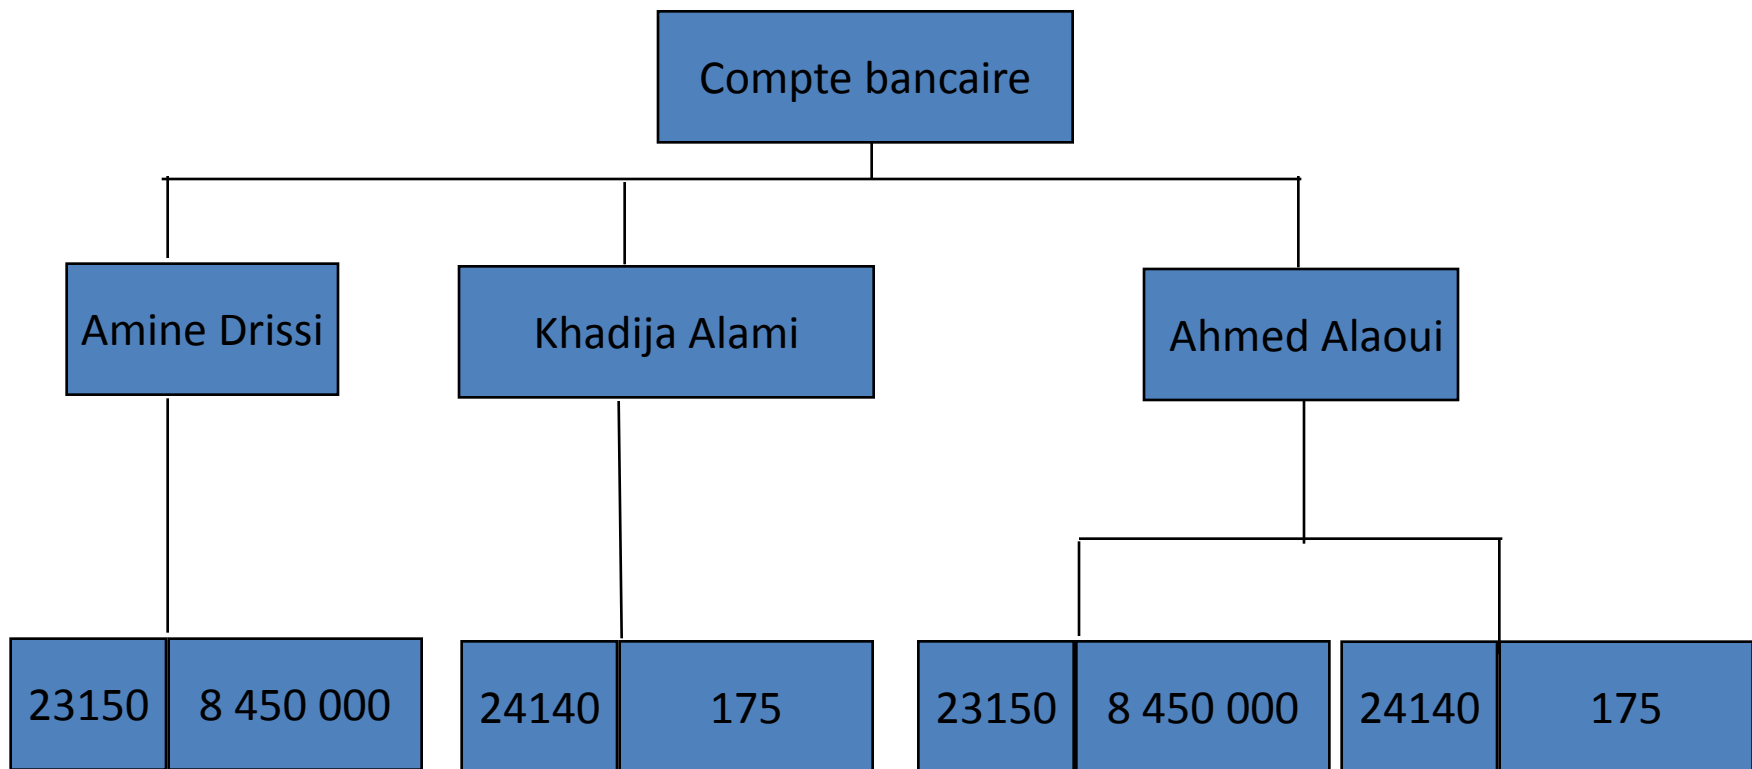 Compte bancaire
Amine Drissi
Khadija Alami
Ahmed Alaoui
23150 8 450 000
24140 175
23150 8 450 000
24140 175